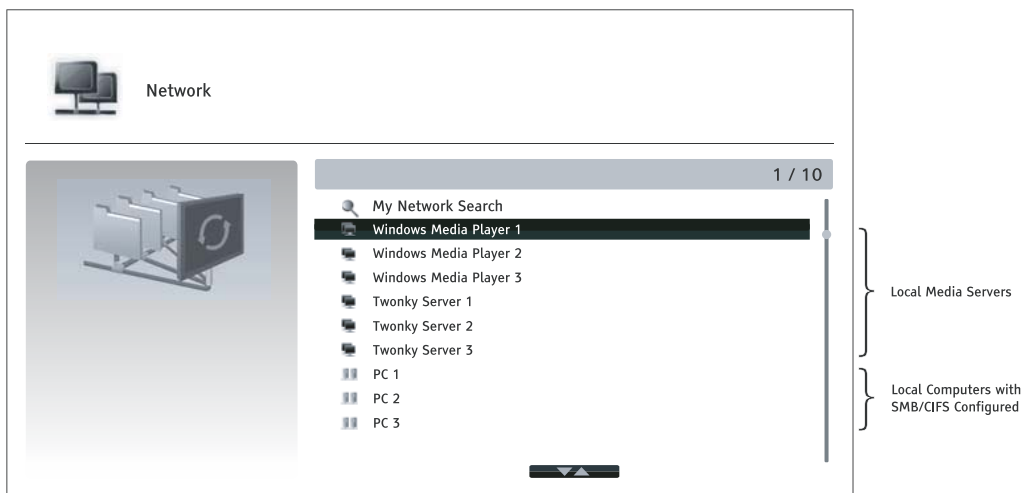 Network
1 / 10
My Network Search
Windows Media Player 1
Windows Media Player 2
Windows Media Player 3
Twonky Server 1
Twonky Server 2
Twonky Server 3
PC 1
PC 2
PC 3
Local Media Servers
Local Computers with
SMB/CIFS Configured